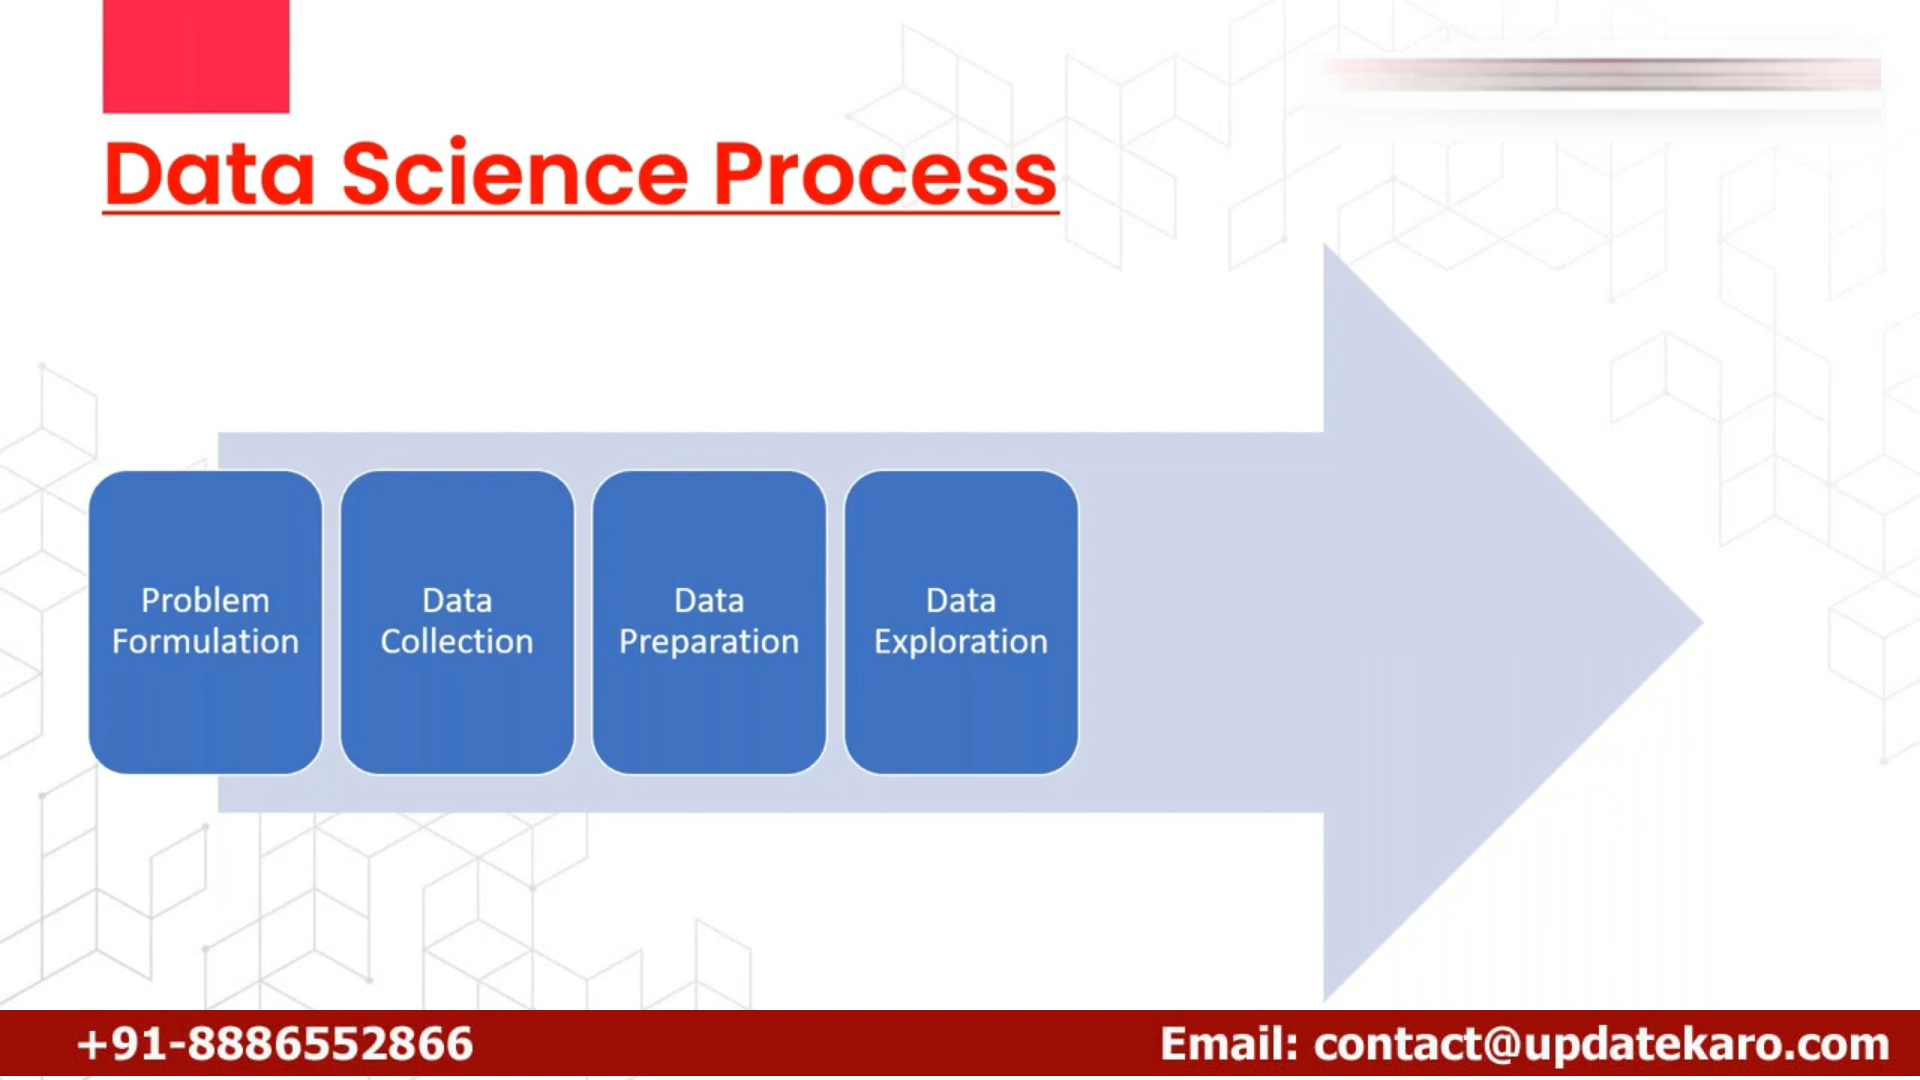 Data Science Process
Problem
Formulation
Data
Collection
Data
Preparation
Data
Exploration
+91-8886552866
Email: contact@updatekaro.com